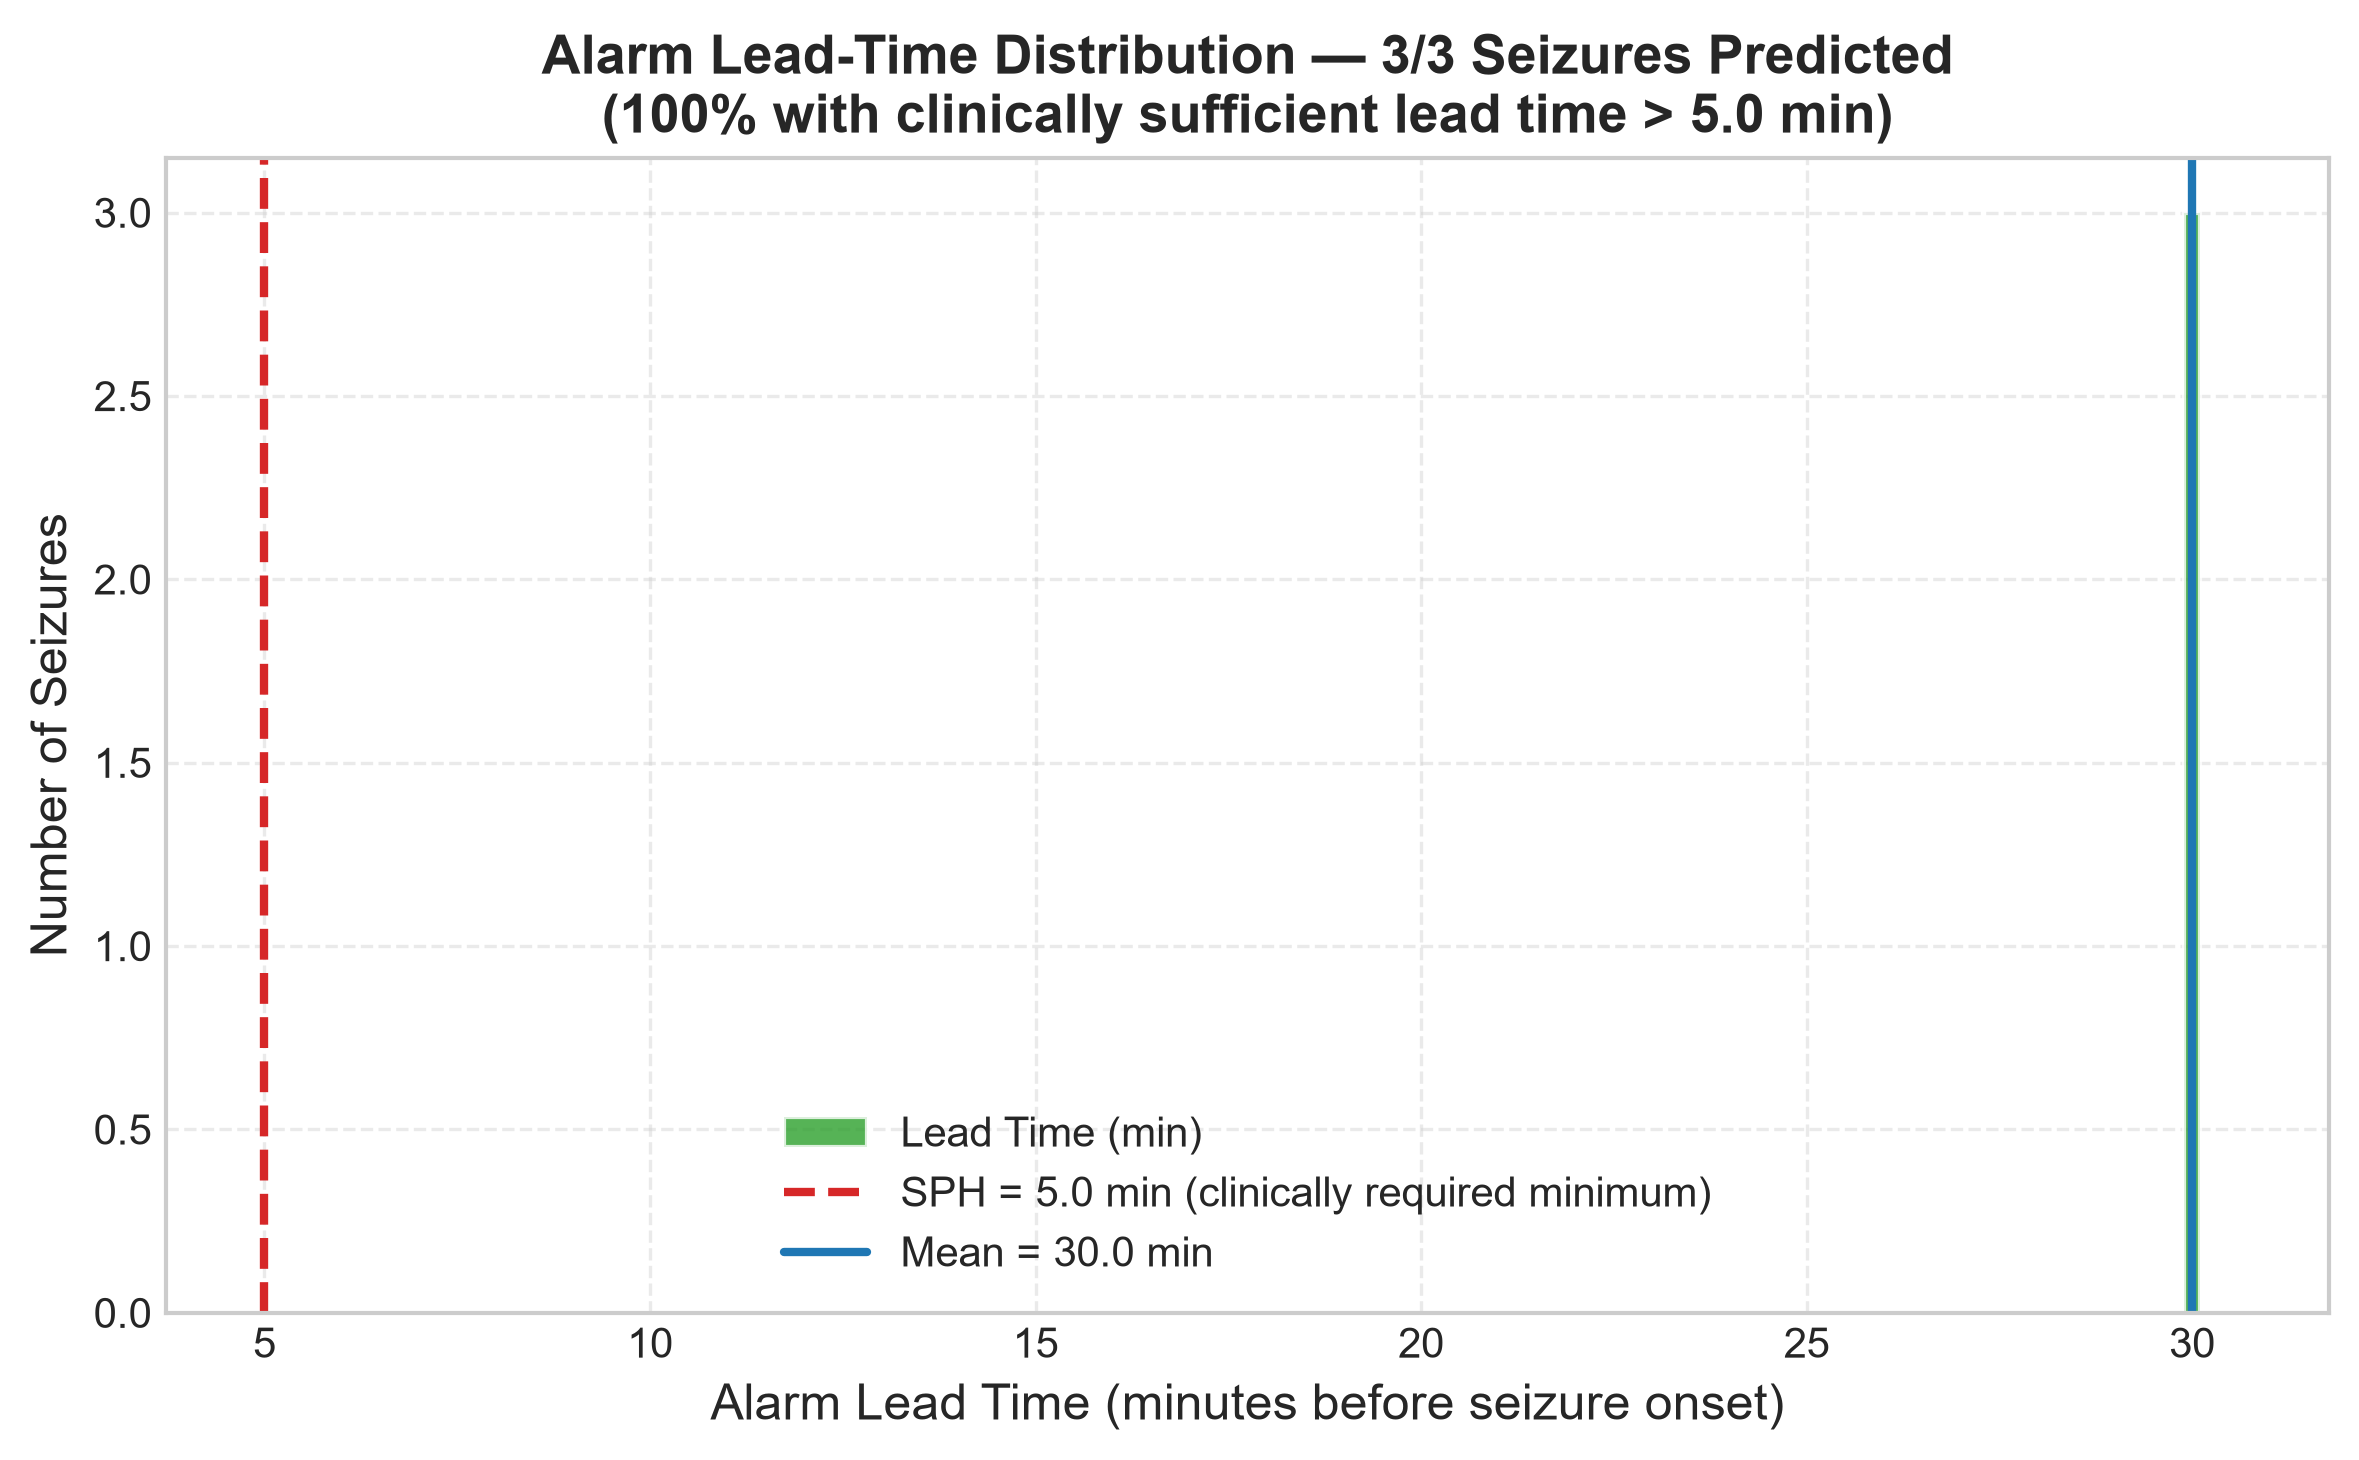 Alarm Lead-Time Distribution — 3/3 Seizures Predicted
(100% with clinically sufficient lead time > 5.0 min)
Number of Seizures
3.0
2.5
2.0
1.5
1.0
0.5
0.0
Lead Time (min)
SPH = 5.0 min (clinically required minimum)
Mean = 30.0 min
5 10 15 20 25 30
Alarm Lead Time (minutes before seizure onset)